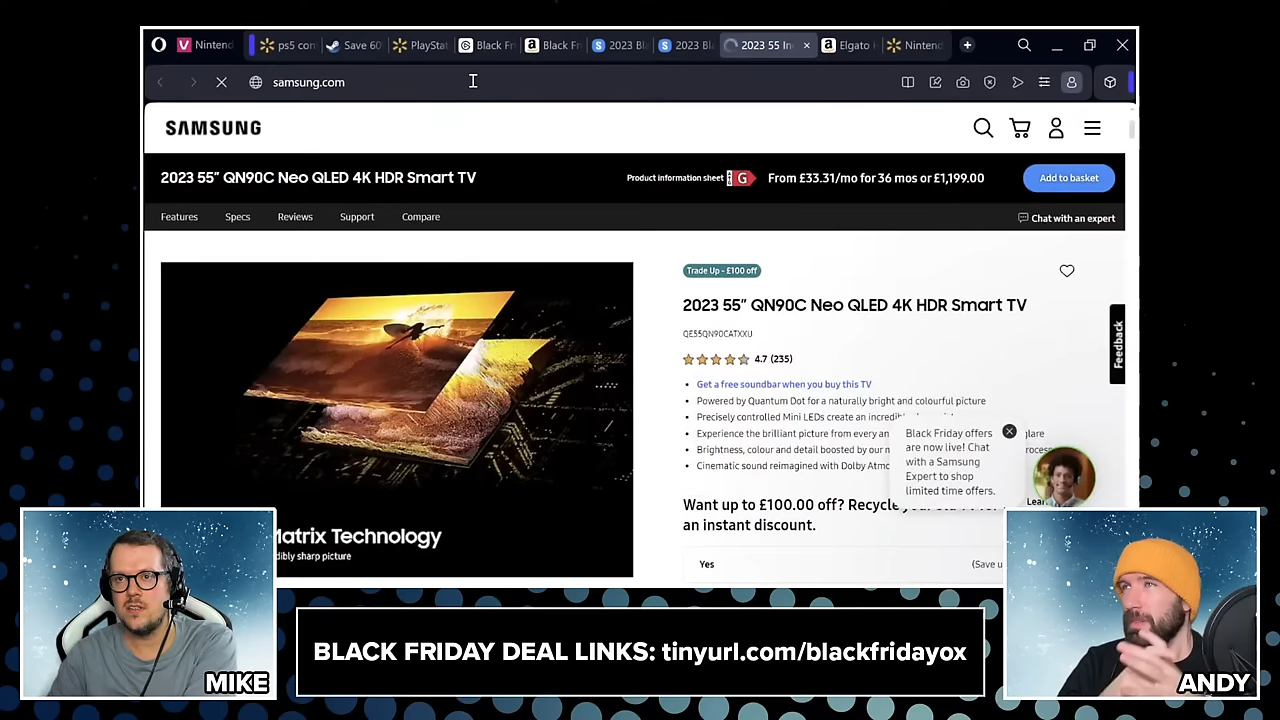 Nintend
ps5 con
Save 60
PlayStat
Black Fr
Black Fr
2023 Bl
2023 Bl
2023 55 In
Elgato
Nintend
samsung.com
SAMSUNG
2023 55" QN90C Neo QLED 4K HDR Smart TV
Product information sheet
G
From £33.31/mo for 36 mos or £1,199.00
Add to basket
Features
Specs
Reviews
Support
Compare
Chat with an expert
Trade Up - £100 off
2023 55" QN90C Neo QLED 4K HDR Smart TV
QE55QN90CATXXU
4.7 (235)
Get a free soundbar when you buy this TV
Powered by Quantum Dot for a naturally bright and colourful picture
Precisely controlled Mini LEDs create an
Experience the brilliant picture from every glare
Brightness, colour and detail boosted by our
Cinematic sound reimagined with Dolby
Black Friday offers
are now live! Chat
with a Samsung
Expert to shop
limited time offers.
Feedback
Want up to £100.00 off? Recycle
an instant discount.
Yes
(Save
Matrix Technology
sharp picture
MIKE
BLACK FRIDAY DEAL LINKS: tinyurl.com/blackfridayox
ANDY